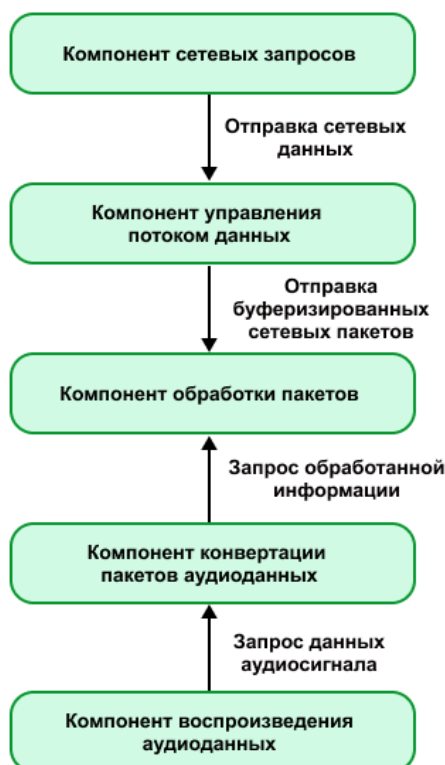 Компонент сетевых запросов
Отправка сетевых
данных
Компонент управления
потоком данных
Отправка
буферизированных
сетевых пакетов
Компонент обработки пакетов
Запрос обработанной
информации
Компонент конвертации
пакетов аудиоданных
Запрос данных
аудиосигнала
Компонент воспроизведения
аудиоданных